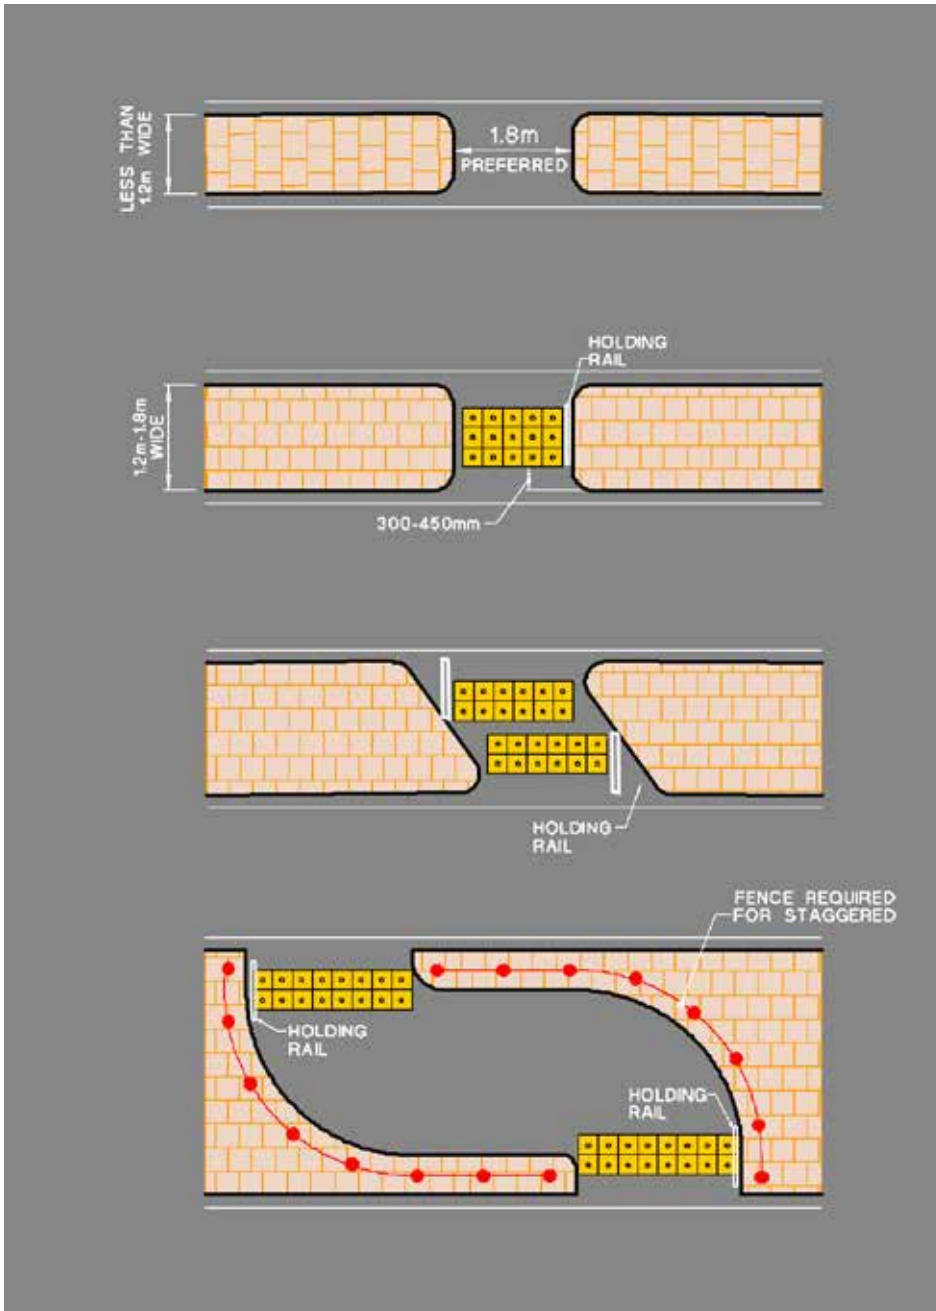 LESS THAN
1.2m WIDE
1.8m
PREFERRED
HOLDING
RAIL
1.2m-1.8m
WIDE
300-450mm
HOLDING
RAIL
FENCE REQUIRED
FOR STAGGERED
HOLDING
RAIL
HOLDING
RAIL